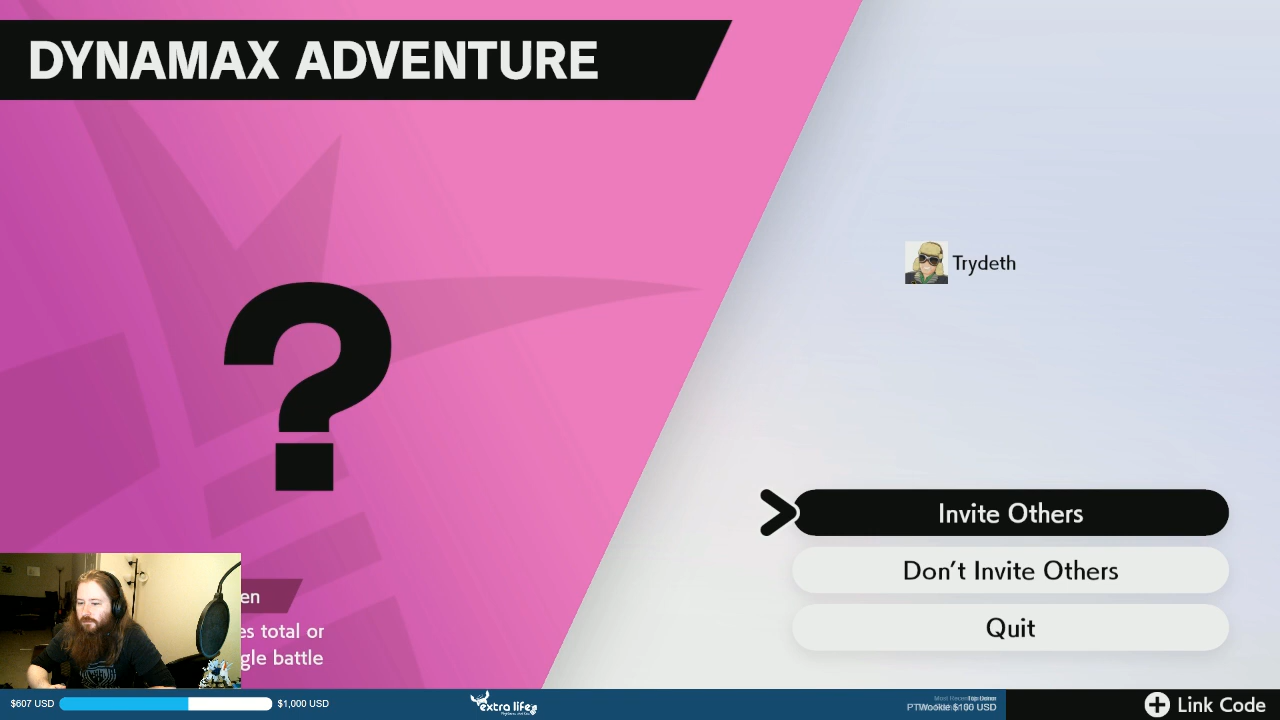 DYNAMAX ADVENTURE
Trydeth
Invite Others
Don't Invite Others
Quit
en
es total or
gle battle
$607 USD
$1,000 USD
extra life
$100 USD
Link Code